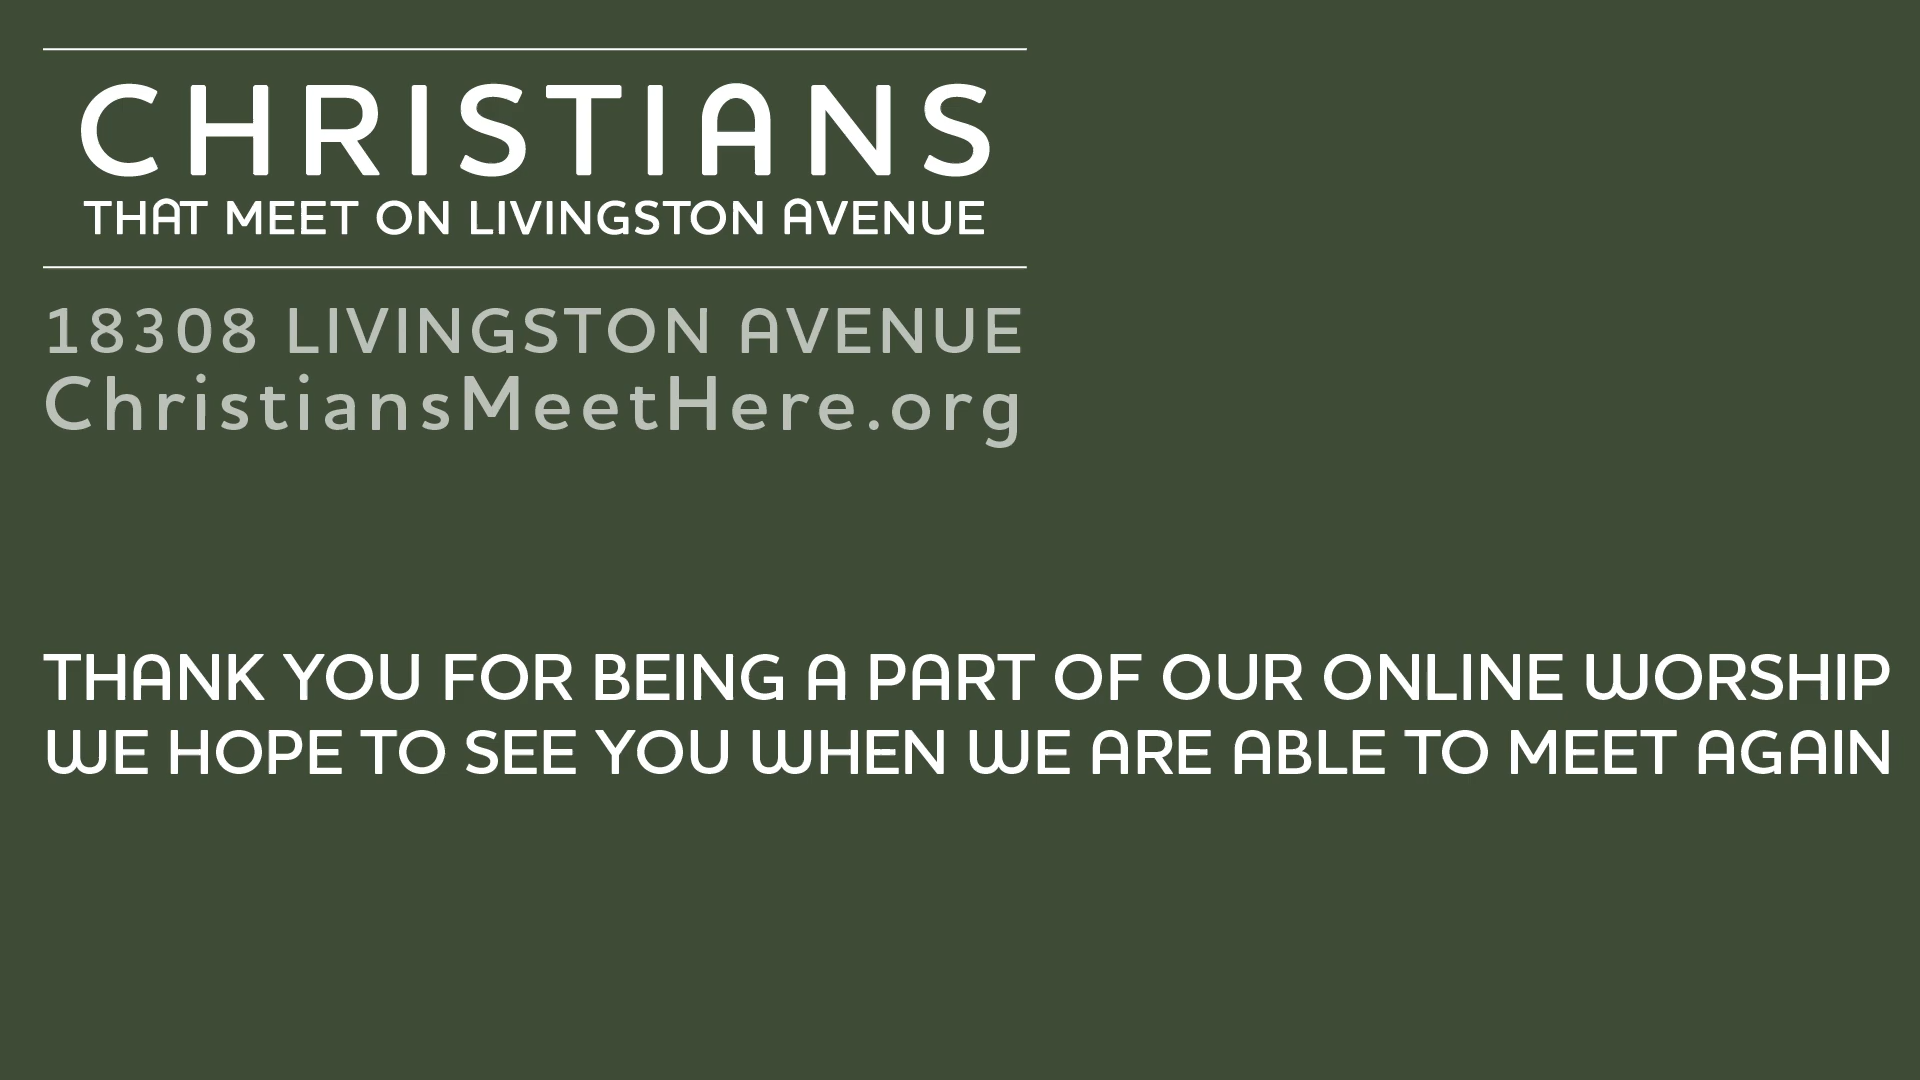 CHRISTIANS
THAT MEET ON LIVINGSTON AVENUE
18308 LIVINGSTON AVENUE
ChristiansMeetHere.org
THANK YOU FOR BEING A PART OF OUR ONLINE WORSHIP
WE HOPE TO SEE YOU WHEN WE ARE ABLE TO MEET AGAIN